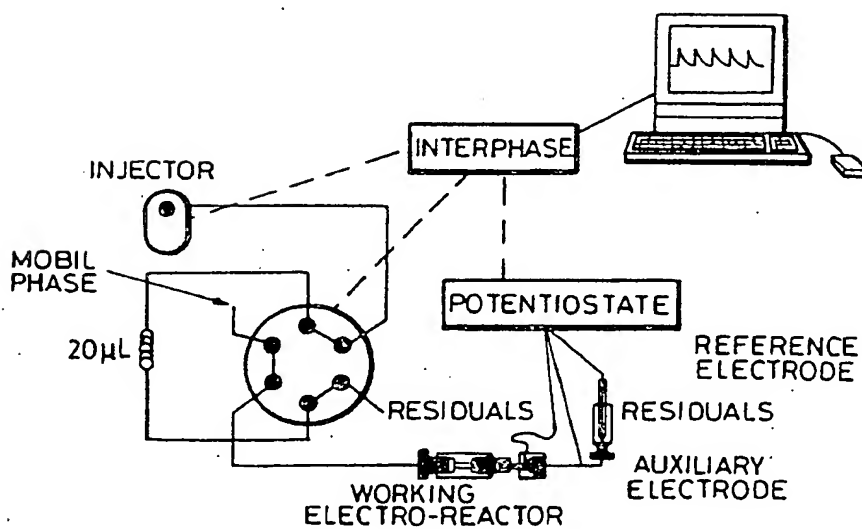 INTERPHASE
INJECTOR
MOBIL
PHASE
POTENTIOSTATE
20µL
REFERENCE
ELECTRODE
RESIDUALS
RESIDUALS
AUXILIARY
ELECTRODE
WORKING
ELECTRO-REACTOR